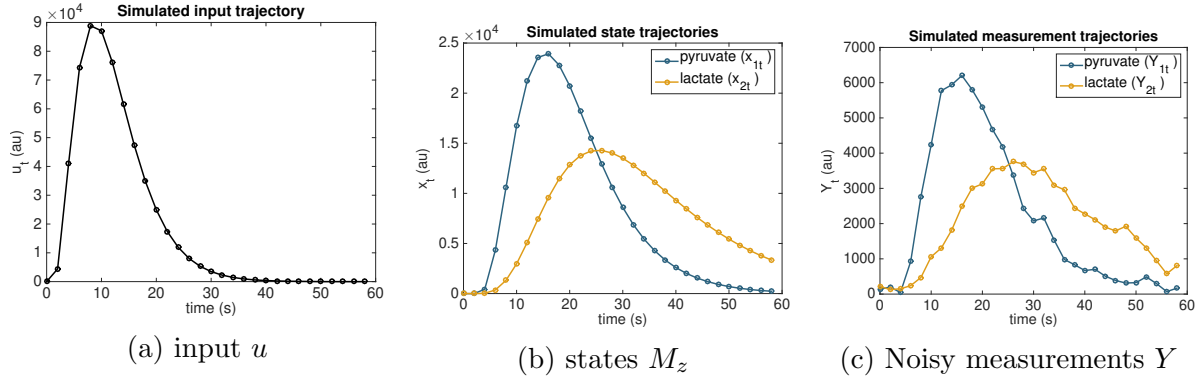 Simulated input trajectory
9 ×10^4
8
7
6
5
4
3
2
1
0
u_t (au)
0 10 20 30 40 50 60
time (s)
(a) input u
Simulated state trajectories
2.5 ×10^4
2
1.5
1
0.5
0
x_t (au)
pyruvate (x_1t)
lactate (x_2t)
0 10 20 30 40 50 60
time (s)
(b) states M_z
Simulated measurement trajectories
7000
6000
5000
4000
3000
2000
1000
0
Y_t (au)
pyruvate (Y_1t)
lactate (Y_2t)
0 10 20 30 40 50 60
time (s)
(c) Noisy measurements Y